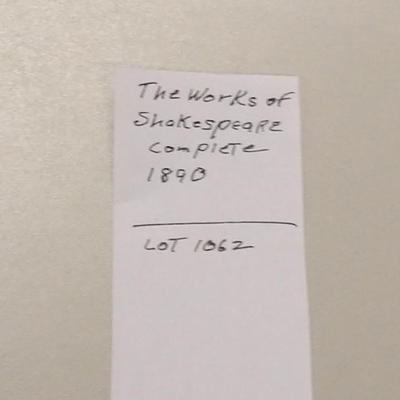 The Works of
Shakespeare
Complete
1890
LOT 1062